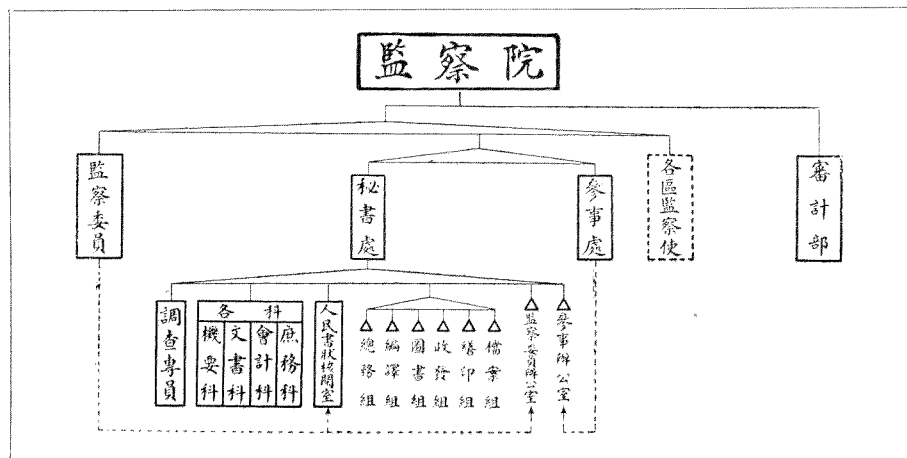 監察院
監察委員
秘書處
參事處
各區監察使
審計部
調查專員
各科
機要科
文書科
會計科
庶務科
人民書狀核閱室
總務組
編譯組
圖書組
收發組
繕印組
檔案組
監察委員辦公室
參事辦公室